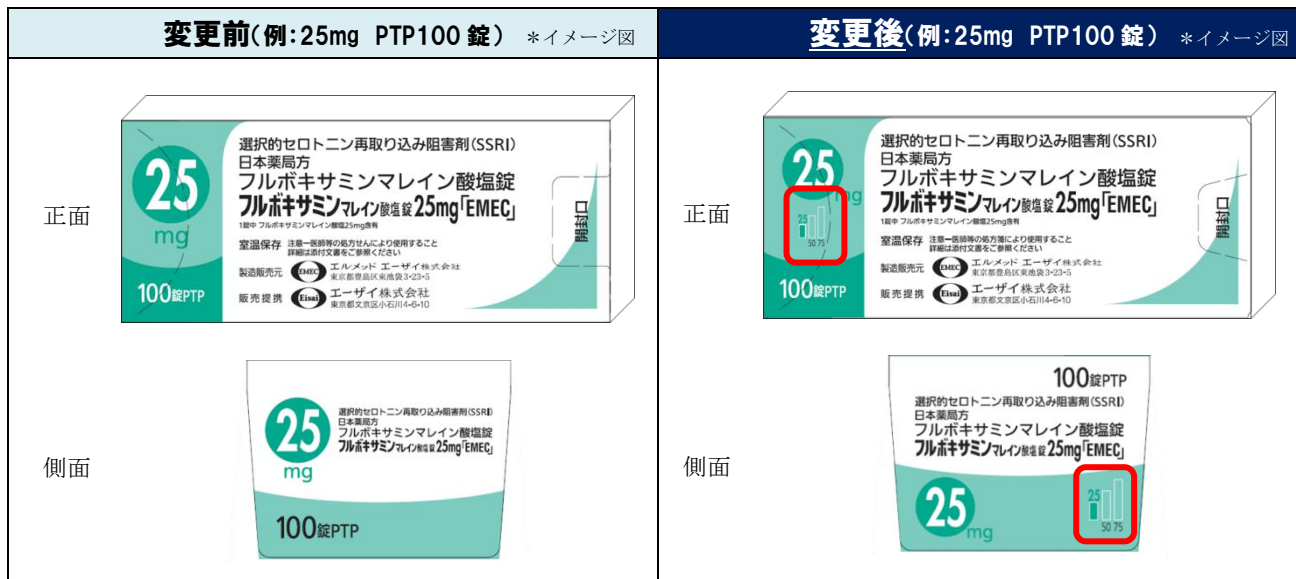 変更前(例:25mg PTP100 錠) *イメージ図
変更後(例:25mg PTP100 錠) *イメージ図
正面
25
mg
100錠PTP
選択的セロトニン再取り込み阻害剤(SSRI)
日本薬局方
フルボキサミンマレイン酸塩錠
フルボキサミンマレイン酸塩錠25mg「EMEC」
1錠中 フルボキサミンマレイン酸塩25mg含有
室温保存 注意-医師等の処方せんにより使用すること
詳細は添付文書をご参照ください
製造販売元 EMEC エルメッド エーザイ株式会社
東京都豊島区東池袋3-23-5
販売提携 Eisai エーザイ株式会社
東京都文京区小石川4-6-10
開封口
正面
25
mg
25
50 75
100錠PTP
選択的セロトニン再取り込み阻害剤(SSRI)
日本薬局方
フルボキサミンマレイン酸塩錠
フルボキサミンマレイン酸塩錠25mg「EMEC」
1錠中 フルボキサミンマレイン酸塩25mg含有
室温保存 注意-医師等の処方箋により使用すること
詳細は添付文書をご参照ください
製造販売元 EMEC エルメッド エーザイ株式会社
東京都豊島区東池袋3-23-5
販売提携 Eisai エーザイ株式会社
東京都文京区小石川4-6-10
開封口
側面
25
mg
選択的セロトニン再取り込み阻害剤(SSRI)
日本薬局方
フルボキサミンマレイン酸塩錠
フルボキサミンマレイン酸塩錠25mg「EMEC」
100錠PTP
側面
100錠PTP
選択的セロトニン再取り込み阻害剤(SSRI)
日本薬局方
フルボキサミンマレイン酸塩錠
フルボキサミンマレイン酸塩錠25mg「EMEC」
25
mg
25
50 75